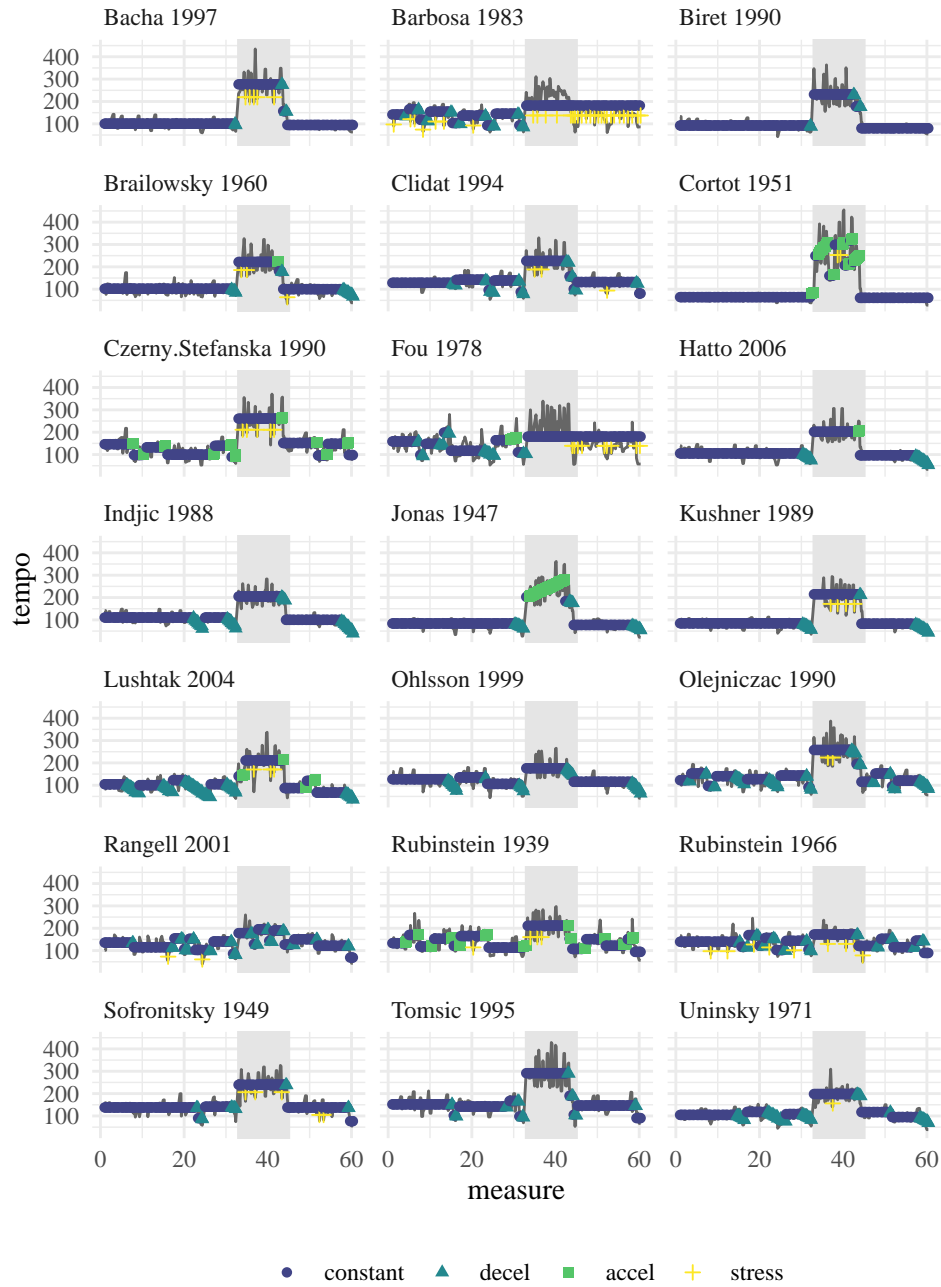 Bacha 1997 Barbosa 1983 Biret 1990
400
300
200
100
Brailowsky 1960 Clidat 1994 Cortot 1951
400
300
200
100
Czerny.Stefanska 1990 Fou 1978 Hatto 2006
400
300
200
100
Indjic 1988 Jonas 1947 Kushner 1989
400
300
200
100
tempo
Lushtak 2004 Ohlsson 1999 Olejniczac 1990
400
300
200
100
Rangell 2001 Rubinstein 1939 Rubinstein 1966
400
300
200
100
Sofronitsky 1949 Tomsic 1995 Uninsky 1971
400
300
200
100
0 20 40 60 0 20 40 60 0 20 40 60
measure
constant decel accel stress